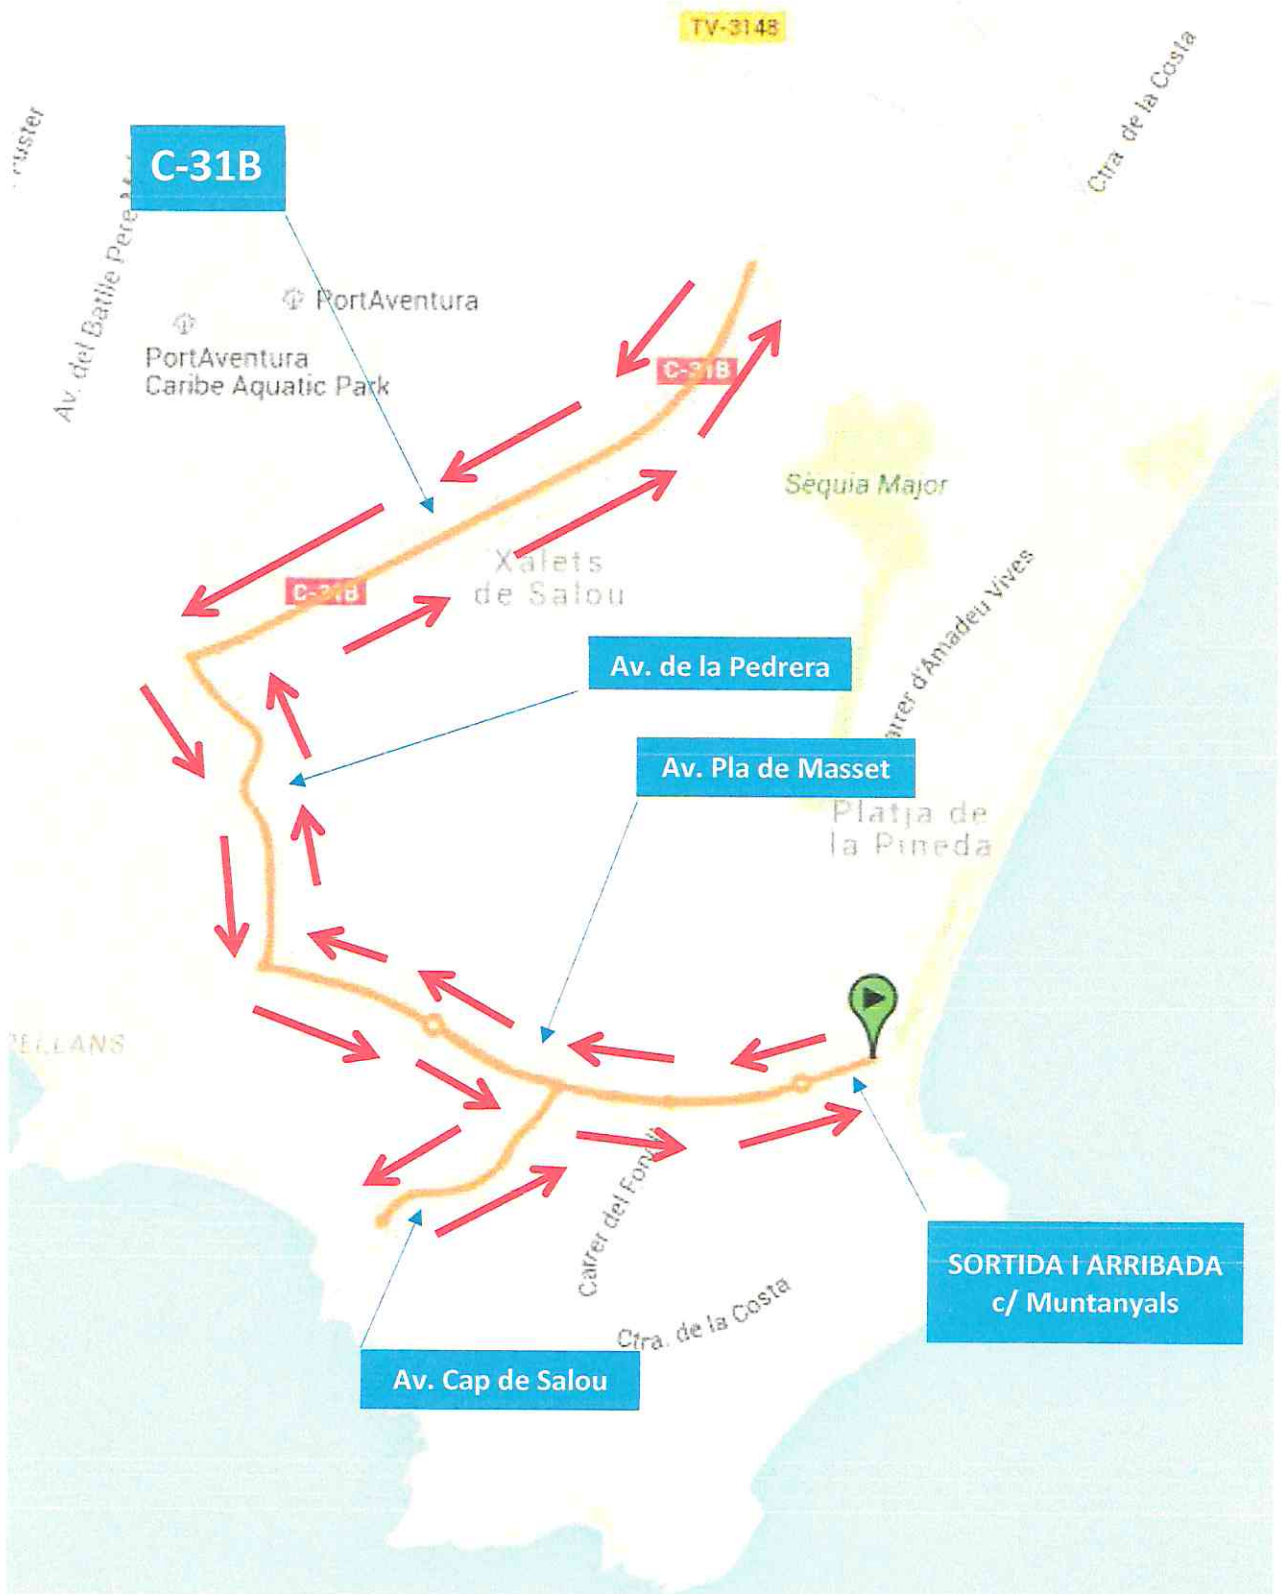 TV-3148
Ctra. de la Costa
C-31B
Av. del Batlle Pere
PortAventura
PortAventura
Caribe Aquatic Park
C-31B
Sèquia Major
Xalets
de Salou
C-31B
Av. de la Pedrera
d'Amadeu Vives
Av. Pla de Masset
Platja de
la Pineda
Carrer del
SORTIDA I ARRIBADA
c/ Muntanyals
Ctra. de la Costa
Av. Cap de Salou